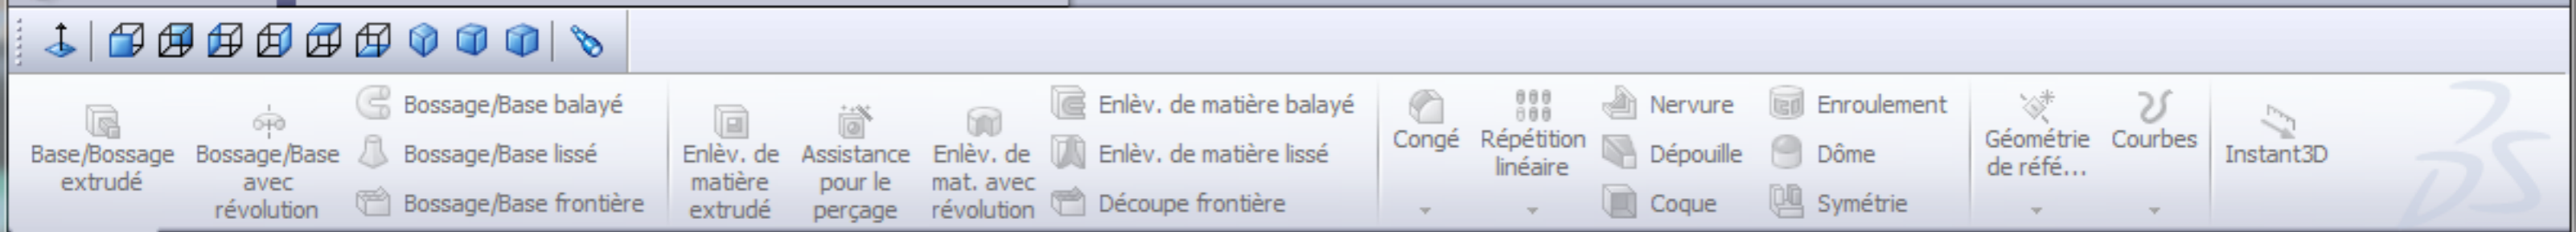 Base/Bossage
extrudé
Bossage/Base
avec
révolution
Bossage/Base balayé
Bossage/Base lissé
Bossage/Base frontière
Enlèv. de
matière
extrudé
Assistance
pour le
perçage
Enlèv. de
mat. avec
révolution
Enlèv. de matière balayé
Enlèv. de matière lissé
Découpe frontière
Congé
Répétition
linéaire
Nervure
Dépouille
Coque
Enroulement
Dôme
Symétrie
Géométrie
de réfé...
Courbes
Instant3D